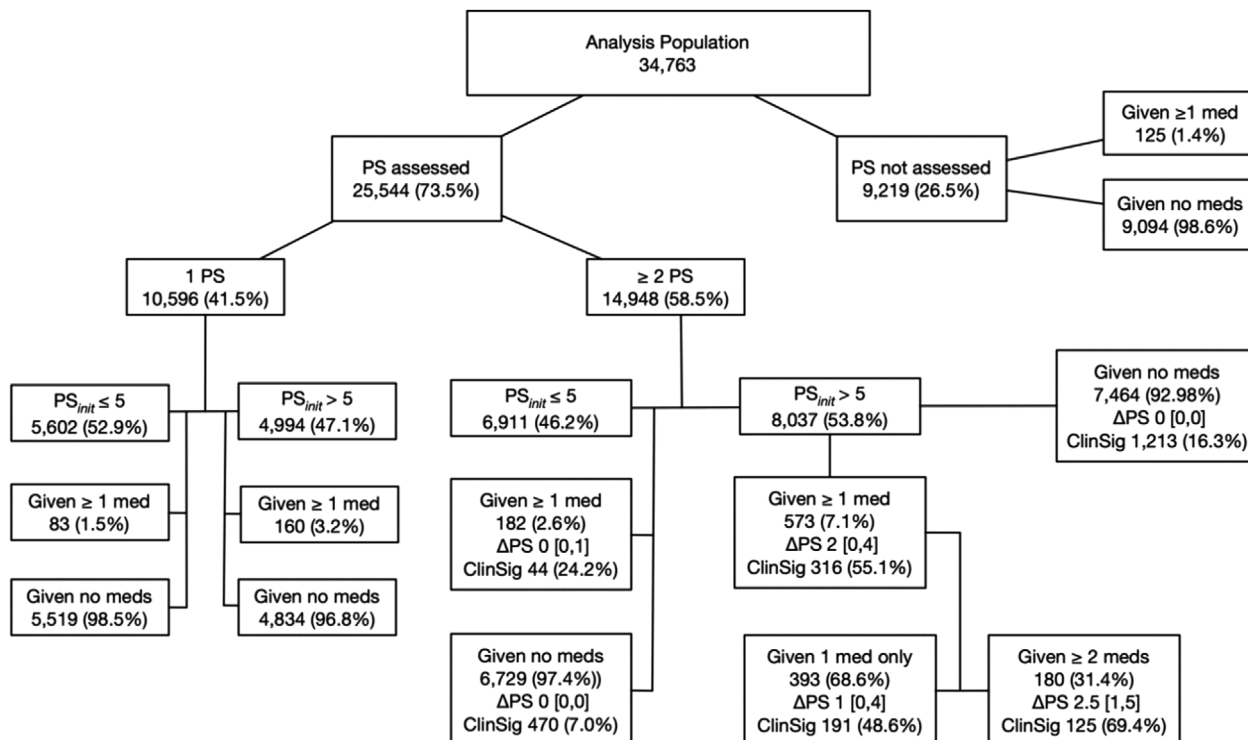 Analysis Population
34,763
Given ≥1 med
125 (1.4%)
PS assessed
25,544 (73.5%)
PS not assessed
9,219 (26.5%)
Given no meds
9,094 (98.6%)
1 PS
10,596 (41.5%)
≥ 2 PS
14,948 (58.5%)
PSinit ≤ 5
5,602 (52.9%)
PSinit > 5
4,994 (47.1%)
PSinit ≤ 5
6,911 (46.2%)
PSinit > 5
8,037 (53.8%)
Given no meds
7,464 (92.98%)
ΔPS 0 [0,0]
ClinSig 1,213 (16.3%)
Given ≥ 1 med
83 (1.5%)
Given ≥ 1 med
160 (3.2%)
Given ≥ 1 med
182 (2.6%)
ΔPS 0 [0,1]
ClinSig 44 (24.2%)
Given ≥ 1 med
573 (7.1%)
ΔPS 2 [0,4]
ClinSig 316 (55.1%)
Given no meds
5,519 (98.5%)
Given no meds
4,834 (96.8%)
Given no meds
6,729 (97.4%))
ΔPS 0 [0,0]
ClinSig 470 (7.0%)
Given 1 med only
393 (68.6%)
ΔPS 1 [0,4]
ClinSig 191 (48.6%)
Given ≥ 2 meds
180 (31.4%)
ΔPS 2.5 [1,5]
ClinSig 125 (69.4%)